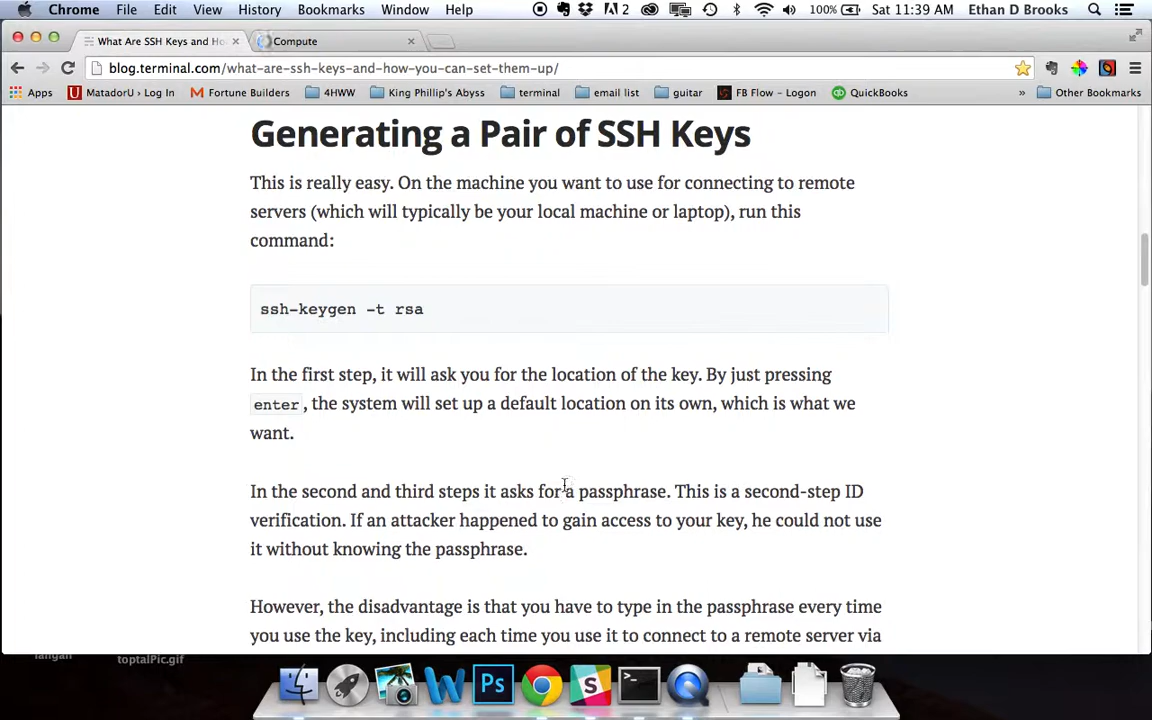 Chrome File Edit View History Bookmarks Window Help 2 100% Sat 11:39 AM Ethan D Brooks
What Are SSH Keys and Ho Compute
blog.terminal.com/what-are-ssh-keys-and-how-you-can-set-them-up/
Apps MatadorU › Log In Fortune Builders 4HWW King Phillip's Abyss terminal email list guitar FB Flow - Logon QuickBooks » Other Bookmarks
Generating a Pair of SSH Keys
This is really easy. On the machine you want to use for connecting to remote
servers (which will typically be your local machine or laptop), run this
command:
ssh-keygen -t rsa
In the first step, it will ask you for the location of the key. By just pressing
enter, the system will set up a default location on its own, which is what we
want.
In the second and third steps it asks for a passphrase. This is a second-step ID
verification. If an attacker happened to gain access to your key, he could not use
it without knowing the passphrase.
However, the disadvantage is that you have to type in the passphrase every time
you use the key, including each time you use it to connect to a remote server via
toptalPic.gif
Ps